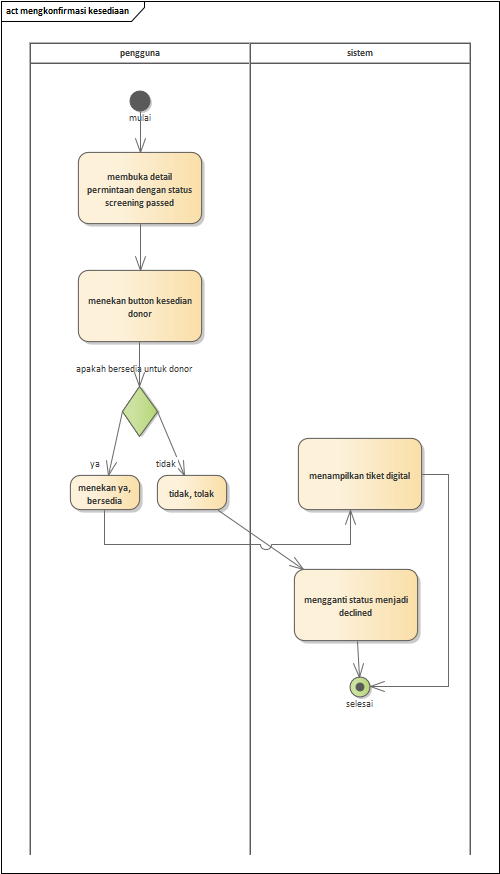 act mengkonfirmasi kesediaan
pengguna
sistem
mulai
membuka detail
permintaan dengan status
screening passed
menekan button kesedian
donor
apakah bersedia untuk donor
ya
tidak
menekan ya,
bersedia
tidak, tolak
menampilkan tiket digital
mengganti status menjadi
declined
selesai